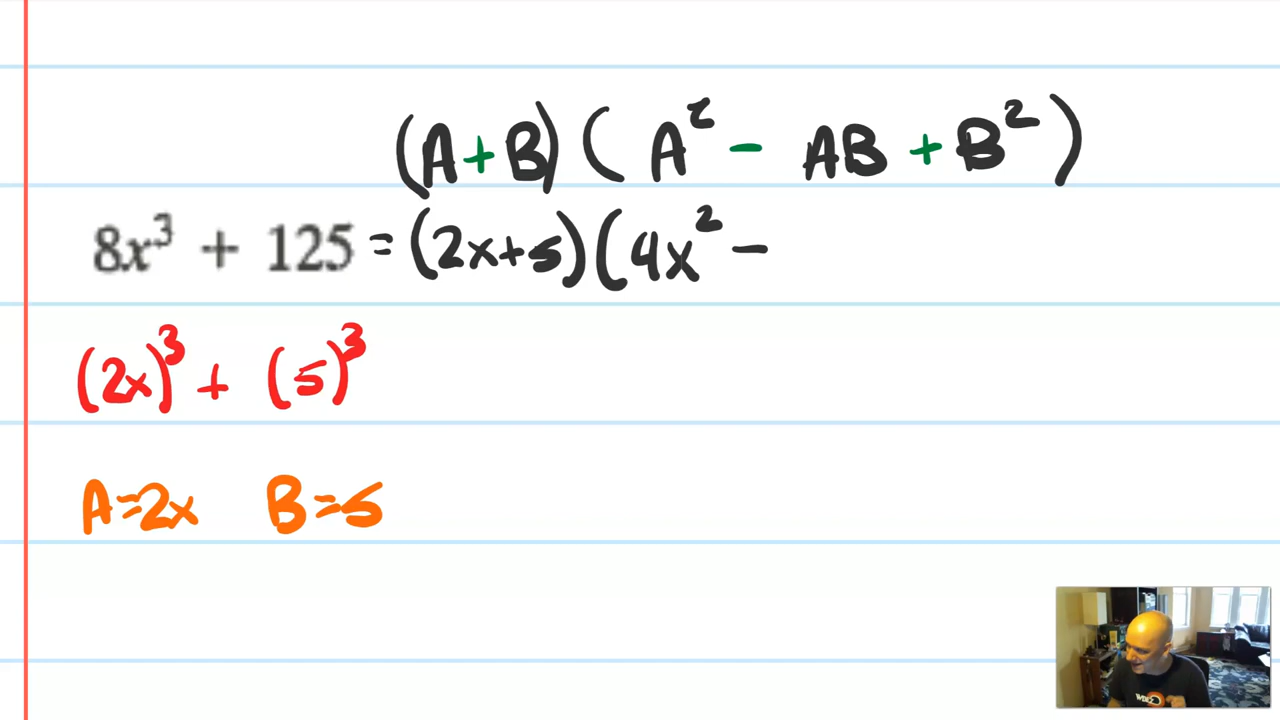 (A+B)(A² - AB + B²)
8x³ + 125 = (2x+5)(4x² -
(2x)³ + (5)³
A=2x B=5